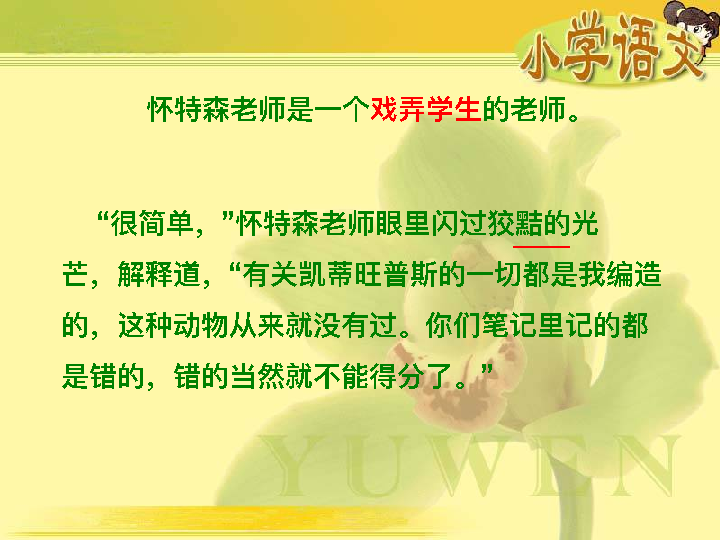 小学语文
怀特森老师是一个戏弄学生的老师。
“很简单，”怀特森老师眼里闪过狡黠的光
芒，解释道，“有关凯蒂旺普斯的一切都是我编造
的，这种动物从来就没有过。你们笔记里记的都
是错的，错的当然就不能得分了。”
YUWEN